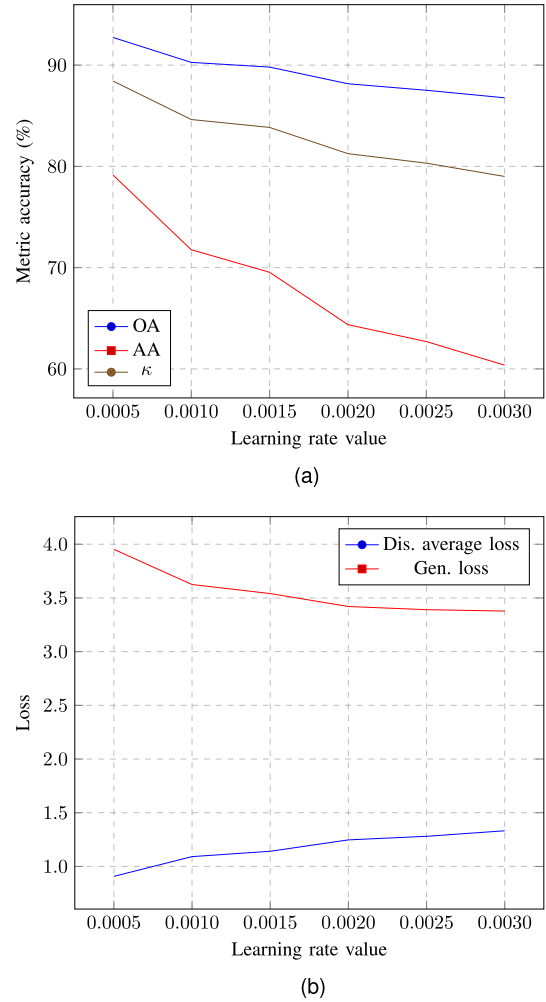 90
80
70
60
Metric accuracy (%)
OA
AA
κ
0.0005 0.0010 0.0015 0.0020 0.0025 0.0030
Learning rate value
(a)
4.0
3.5
3.0
2.5
2.0
1.5
1.0
Loss
Dis. average loss
Gen. loss
0.0005 0.0010 0.0015 0.0020 0.0025 0.0030
Learning rate value
(b)